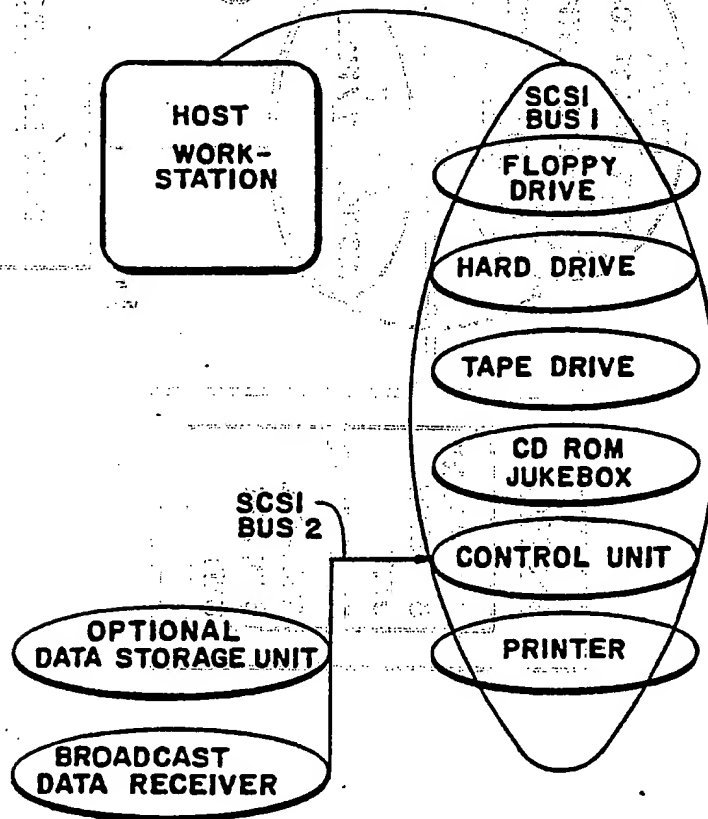 HOST
WORK-
STATION
SCSI
BUS 1
FLOPPY
DRIVE
HARD DRIVE
TAPE DRIVE
CD ROM
JUKEBOX
SCSI
BUS 2
CONTROL UNIT
OPTIONAL
DATA STORAGE UNIT
PRINTER
BROADCAST
DATA RECEIVER